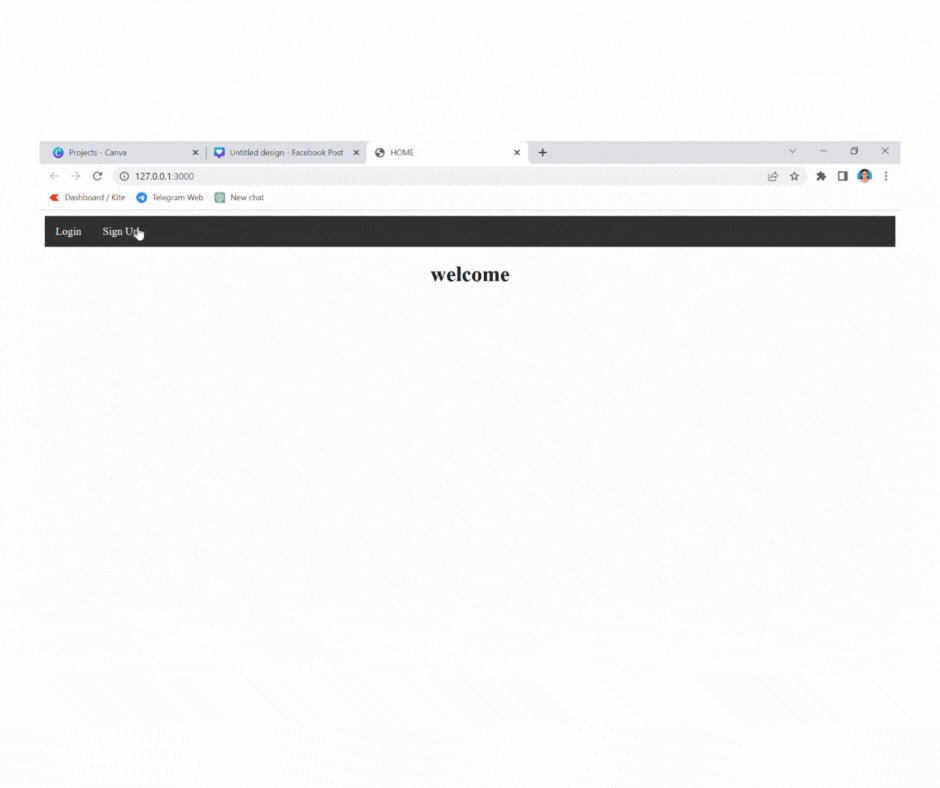 Projects - Canva
Untitled design - Facebook Post
HOME
127.0.0.1:3000
Dashboard / Kite
Telegram Web
New chat
Login
Sign Up
welcome